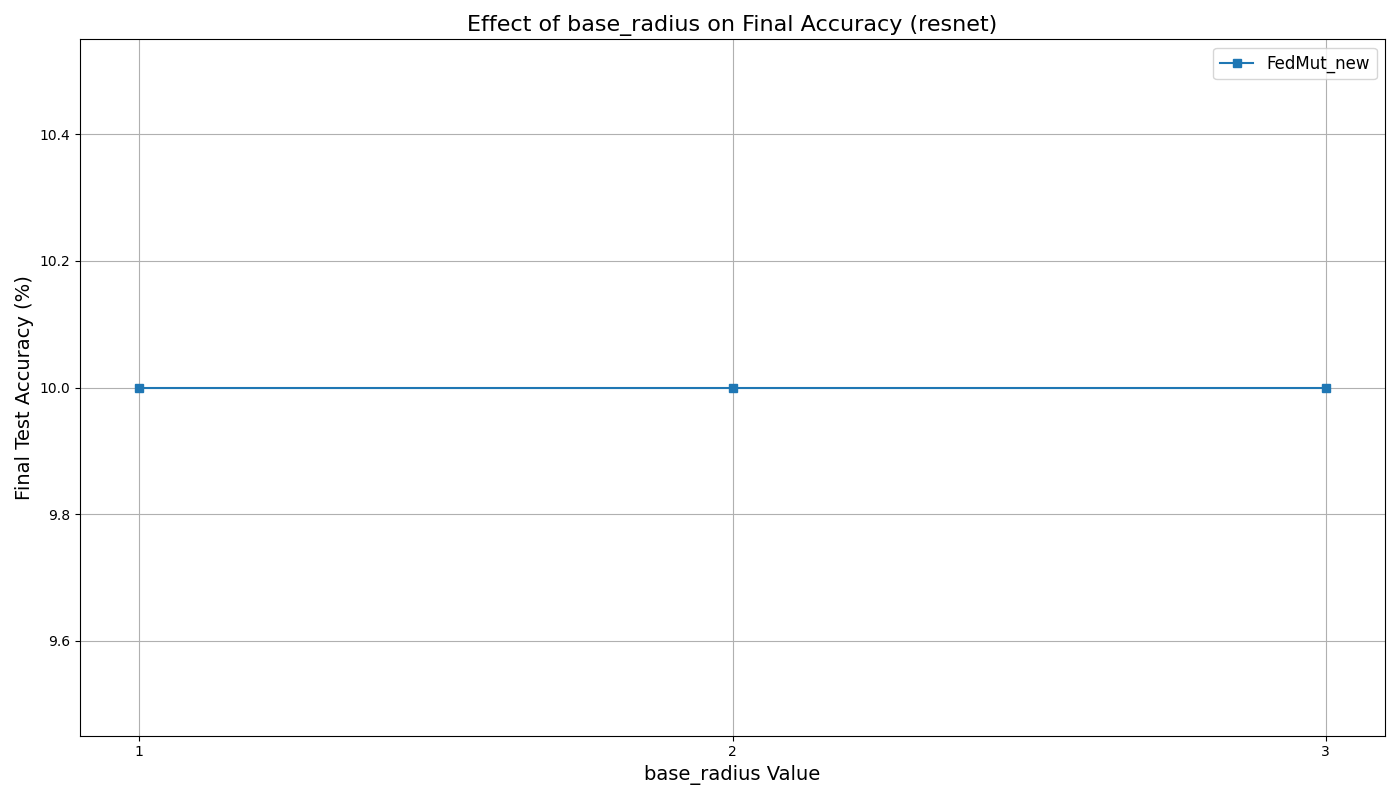 Effect of base_radius on Final Accuracy (resnet)
FedMut_new
Final Test Accuracy (%)
10.4
10.2
10.0
9.8
9.6
1 2 3
base_radius Value